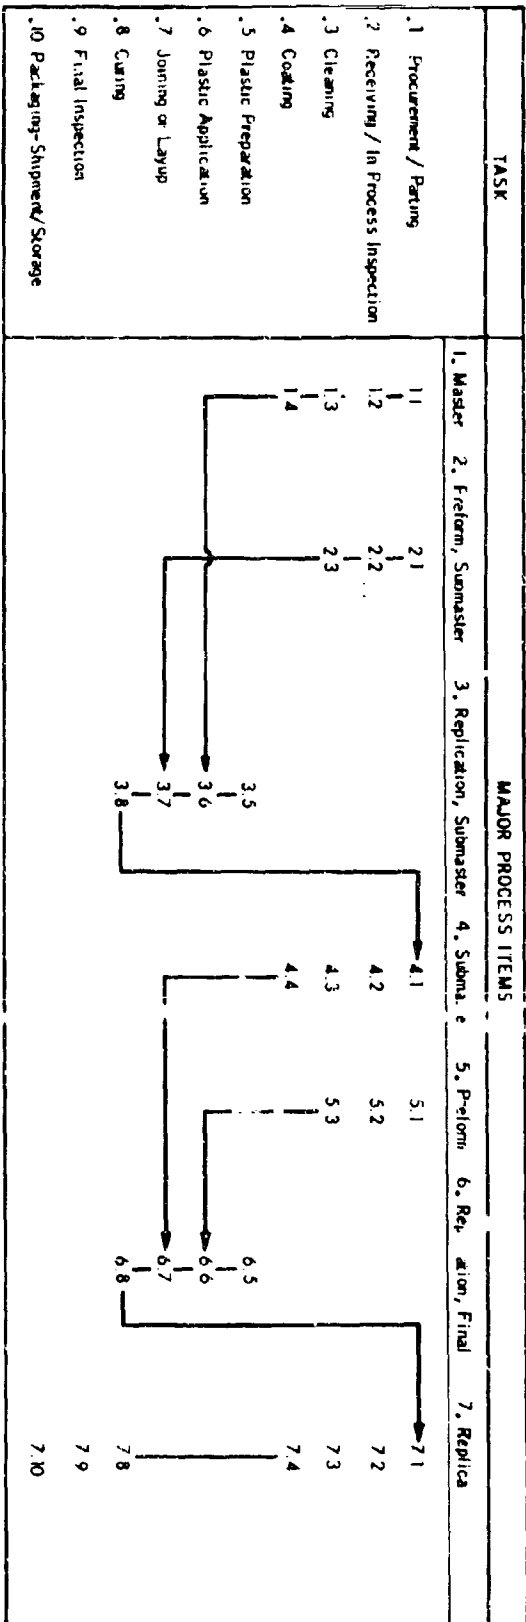 TASK
MAJOR PROCESS ITEMS
1. Master 2. Freform, Submaster 3. Replication, Submaster 4. Subma e 5. Preform 6. Rep ation, Final 7. Replica
.1 Procurement / Parting 1.1 2.1 4.1 5.1 7.1
.2 Receiving / In Process Inspection 1.2 2.2 4.2 5.2 7.2
.3 Cleaning 1.3 2.3 4.3 5.3 7.3
.4 Coating 1.4 4.4 7.4
.5 Plastic Preparation 3.5 6.5
.6 Plastic Application 3.6 6.6
.7 Joining or Layup 3.7 6.7
.8 Curing 3.8 6.8 7.8
.9 Final Inspection 7.9
.10 Packaging-Shipment/Storage 7.10